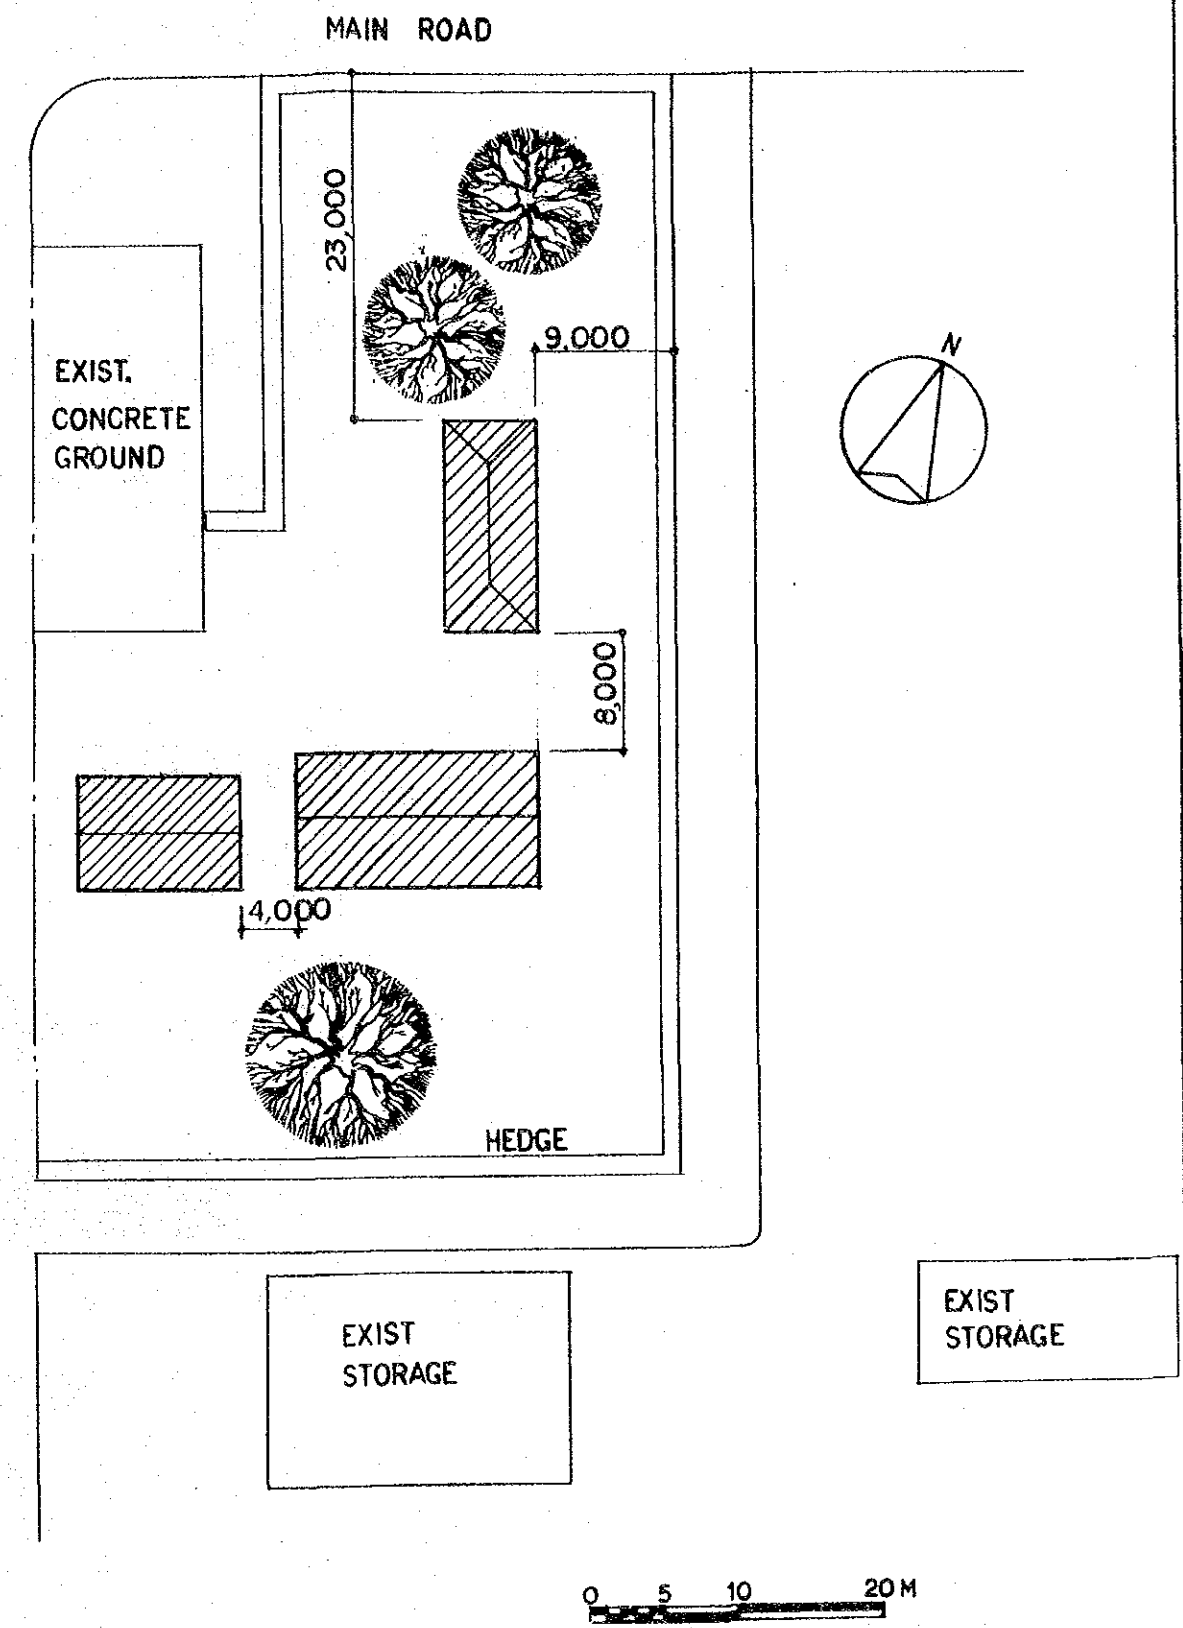 MAIN ROAD
23,000
9,000
N
EXIST.
CONCRETE
GROUND
8,000
4,000
HEDGE
EXIST
STORAGE
EXIST
STORAGE
0 5 10 20 M